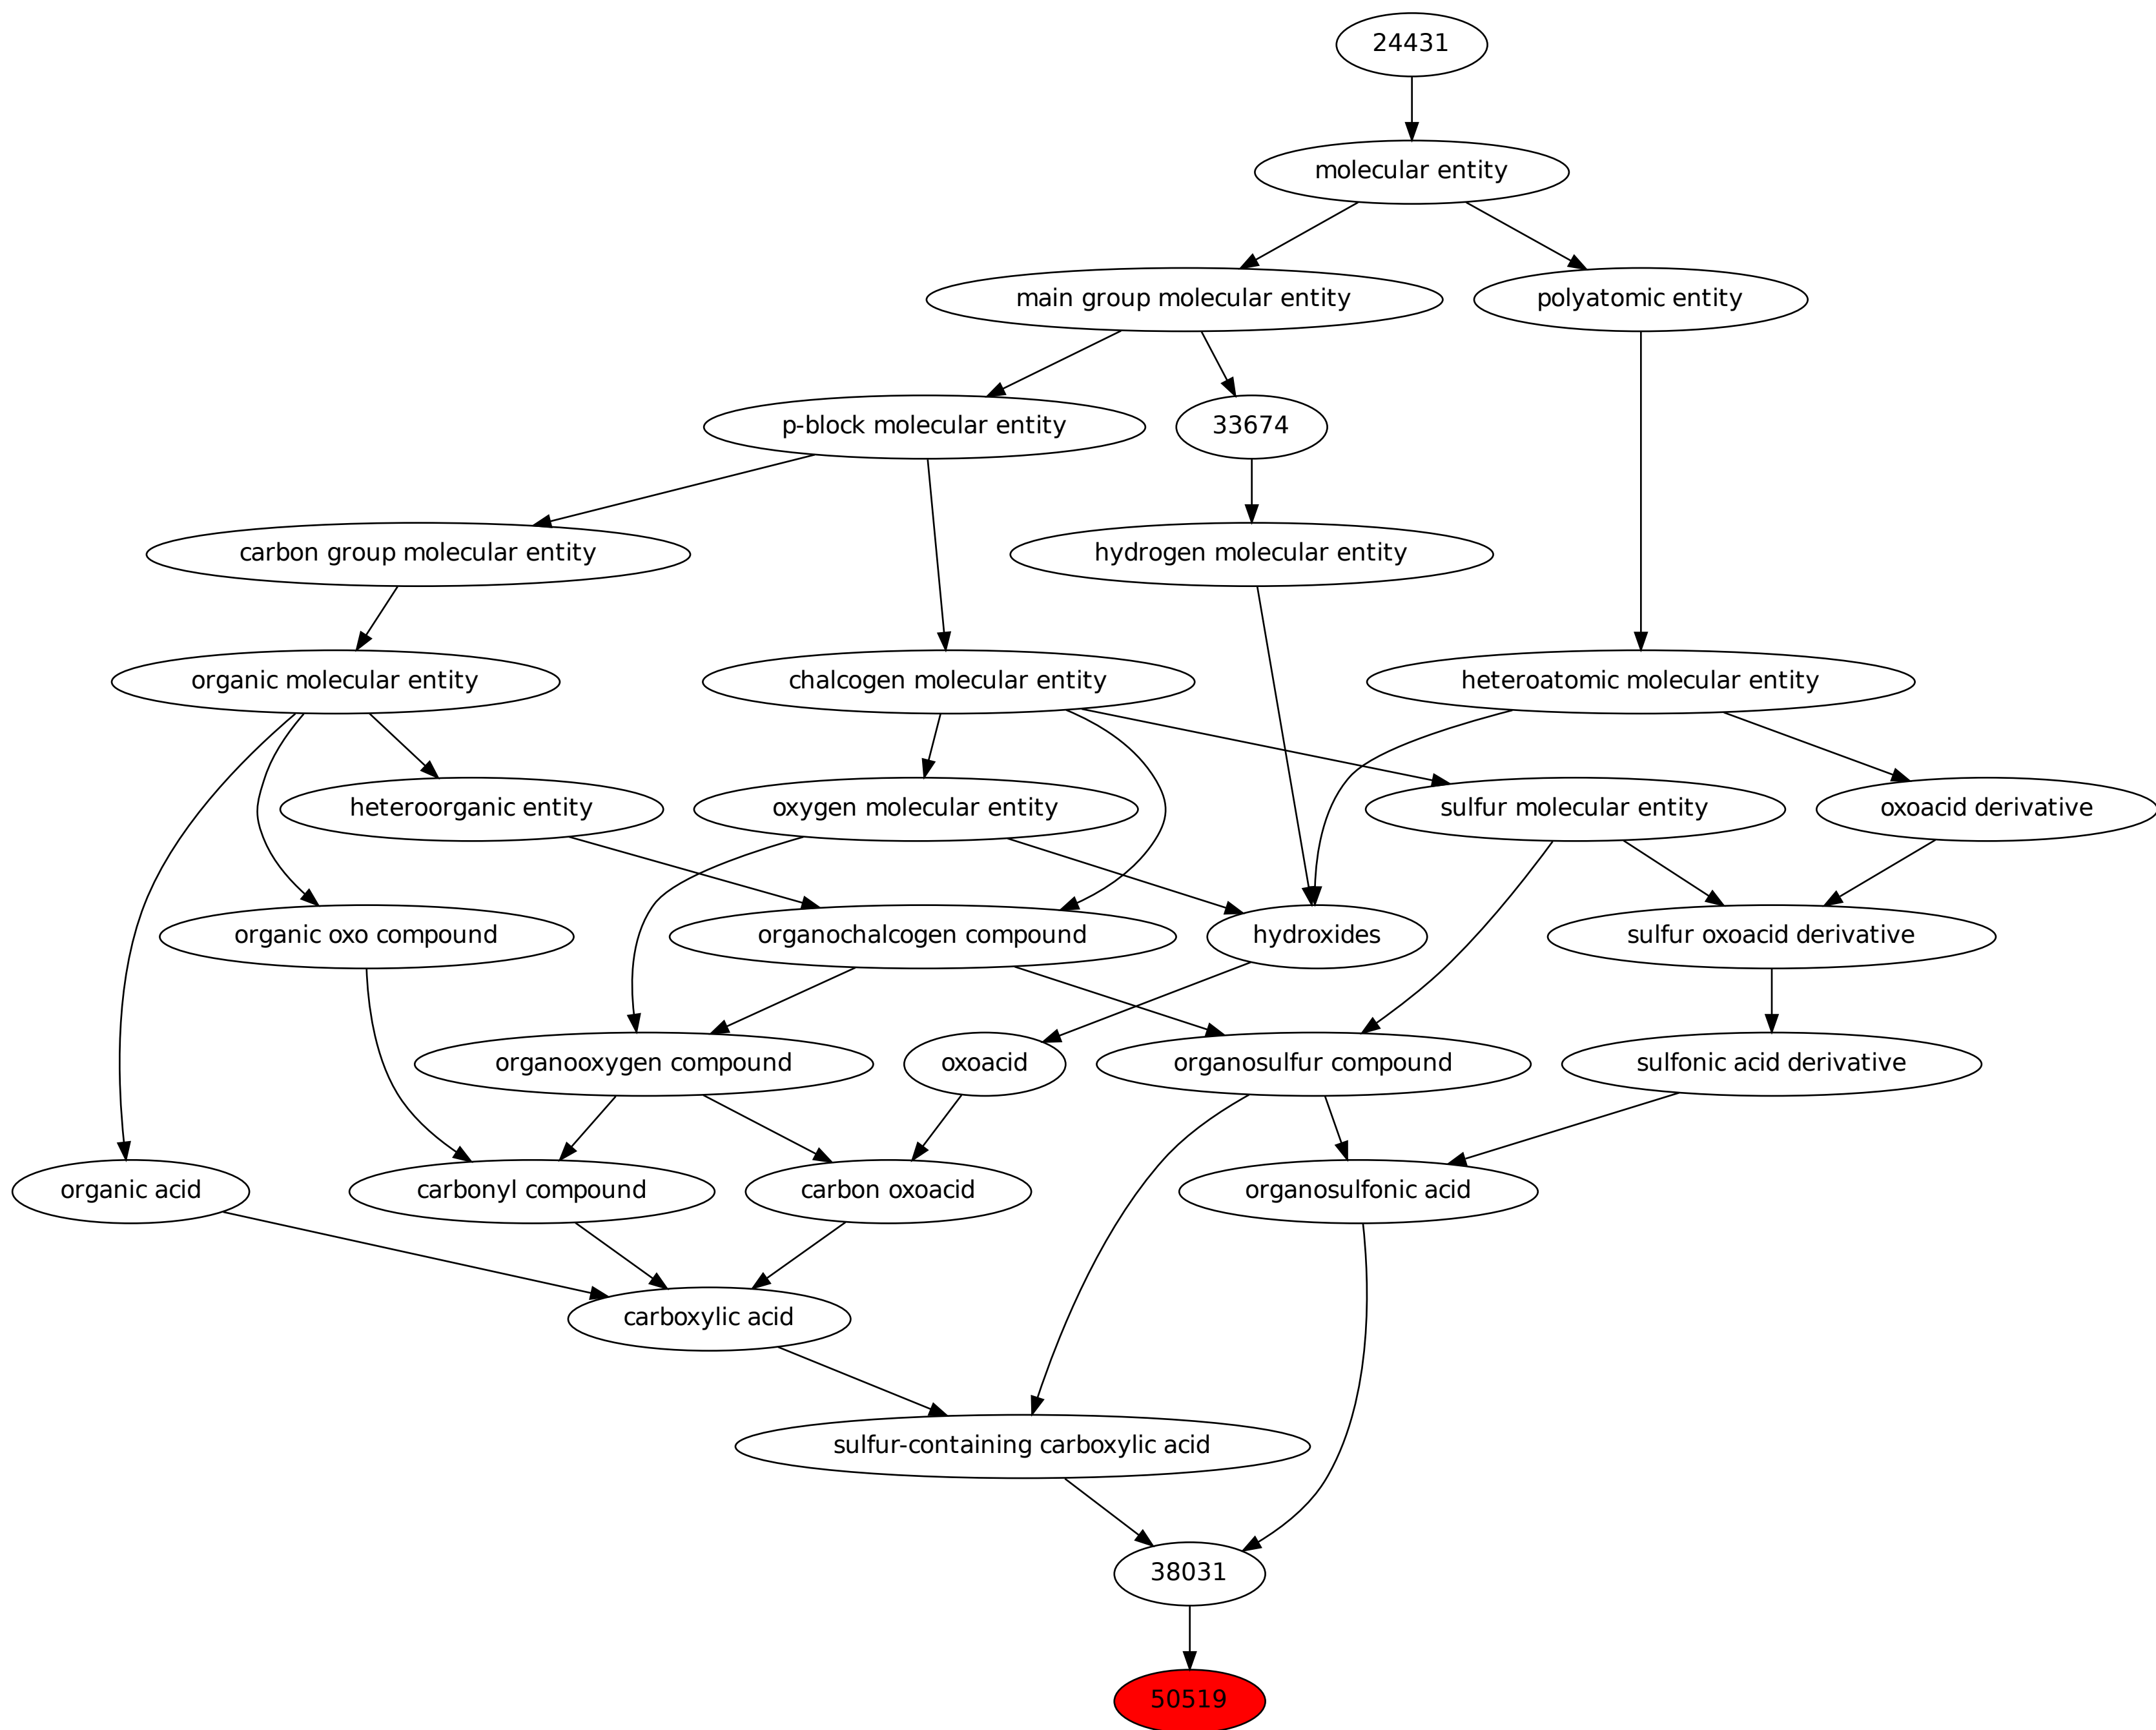 24431
molecular entity
main group molecular entity
polyatomic entity
p-block molecular entity
33674
carbon group molecular entity
hydrogen molecular entity
organic molecular entity
chalcogen molecular entity
heteroatomic molecular entity
heteroorganic entity
oxygen molecular entity
sulfur molecular entity
oxoacid derivative
organic oxo compound
organochalcogen compound
hydroxides
sulfur oxoacid derivative
organooxygen compound
oxoacid
organosulfur compound
sulfonic acid derivative
organic acid
carbonyl compound
carbon oxoacid
organosulfonic acid
carboxylic acid
sulfur-containing carboxylic acid
38031
50519